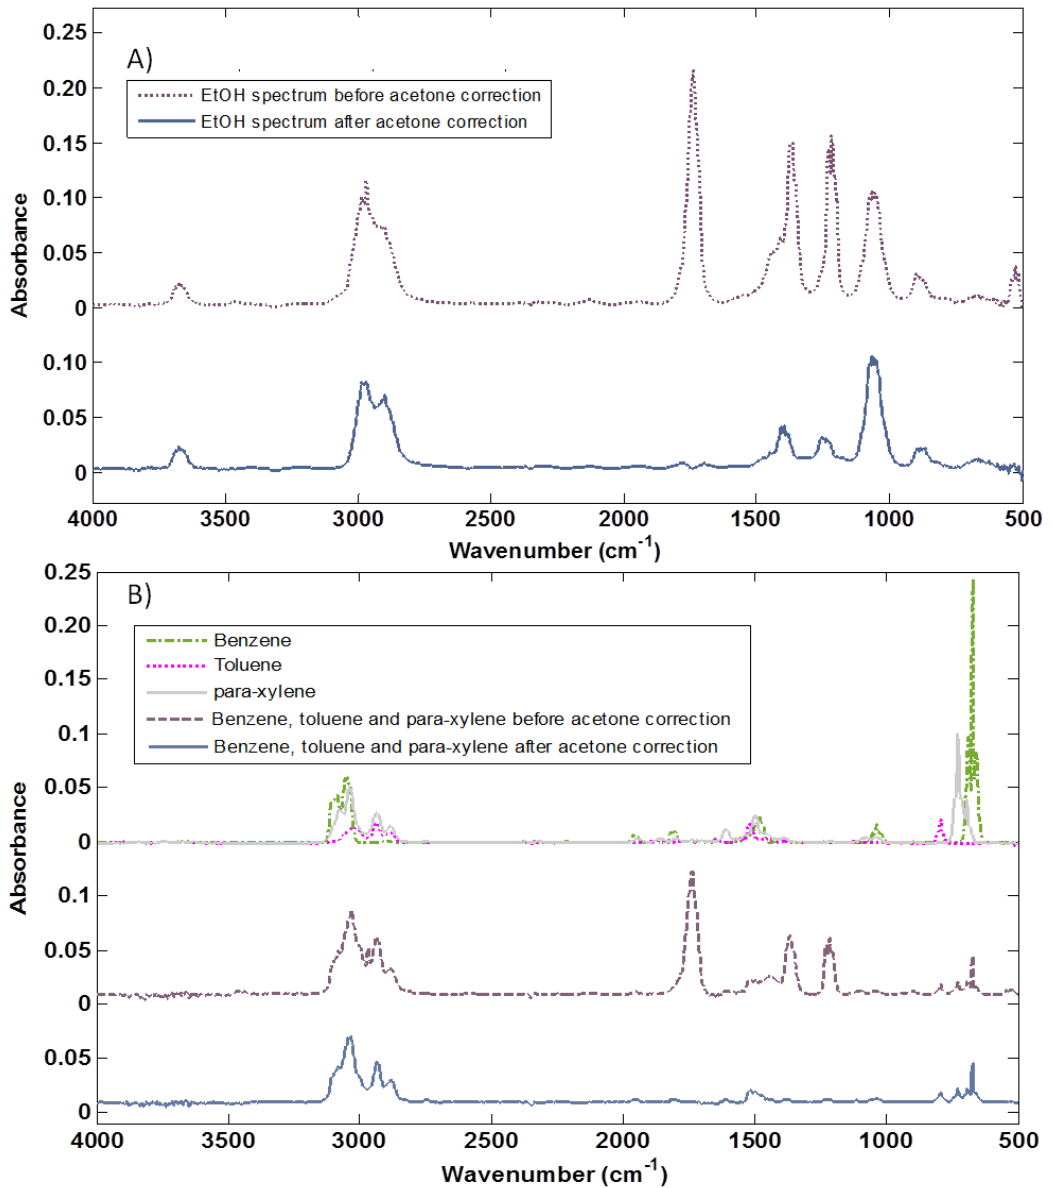 A)
0.25
0.20
0.15
0.10
0.05
0
0.10
0.05
0
Absorbance
EtOH spectrum before acetone correction
EtOH spectrum after acetone correction
4000 3500 3000 2500 2000 1500 1000 500
Wavenumber (cm⁻¹)
B)
0.25
0.20
0.15
0.1
0.05
0
0.1
0.05
0
0.05
0
Absorbance
Benzene
Toluene
para-xylene
Benzene, toluene and para-xylene before acetone correction
Benzene, toluene and para-xylene after acetone correction
4000 3500 3000 2500 2000 1500 1000 500
Wavenumber (cm⁻¹)